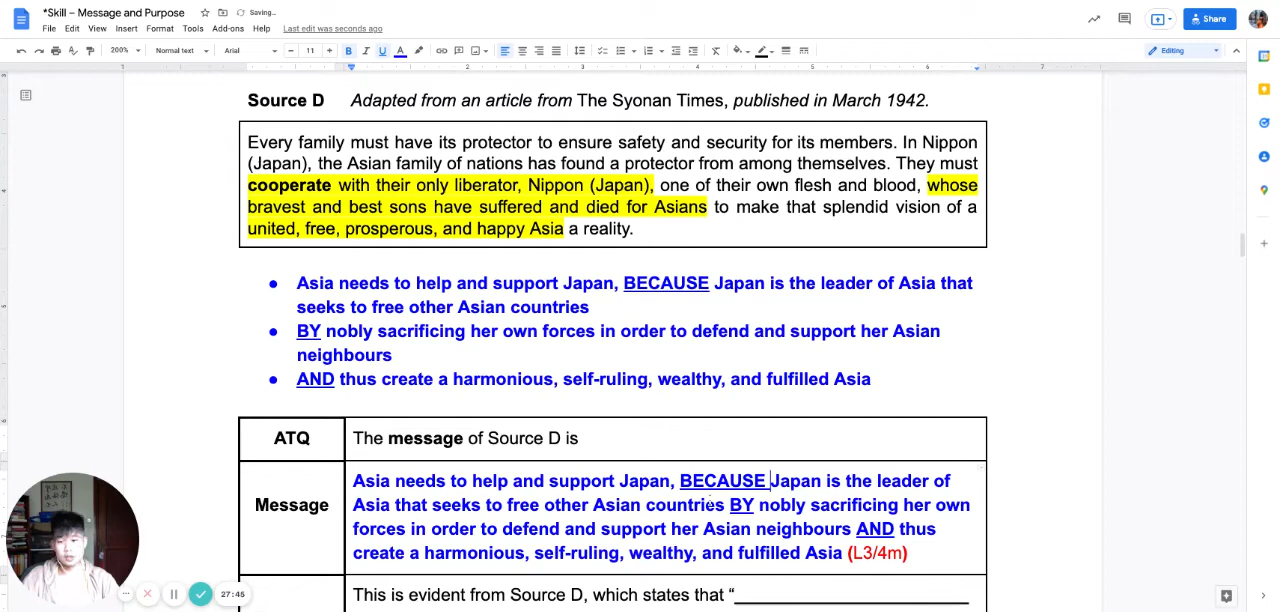 *Skill – Message and Purpose
Saving...
File Edit View Insert Format Tools Add-ons Help Last edit was seconds ago
Share
200% Normal text Arial 11 B I U A
Editing
1 1 2 3 4 5 6 7
Source D Adapted from an article from The Syonan Times, published in March 1942.
Every family must have its protector to ensure safety and security for its members. In Nippon
(Japan), the Asian family of nations has found a protector from among themselves. They must
cooperate with their only liberator, Nippon (Japan), one of their own flesh and blood, whose
bravest and best sons have suffered and died for Asians to make that splendid vision of a
united, free, prosperous, and happy Asia a reality.
● Asia needs to help and support Japan, BECAUSE Japan is the leader of Asia that
seeks to free other Asian countries
● BY nobly sacrificing her own forces in order to defend and support her Asian
neighbours
● AND thus create a harmonious, self-ruling, wealthy, and fulfilled Asia
ATQ The message of Source D is
Message
Asia needs to help and support Japan, BECAUSE Japan is the leader of
Asia that seeks to free other Asian countries BY nobly sacrificing her own
forces in order to defend and support her Asian neighbours AND thus
create a harmonious, self-ruling, wealthy, and fulfilled Asia (L3/4m)
This is evident from Source D, which states that “
27:45